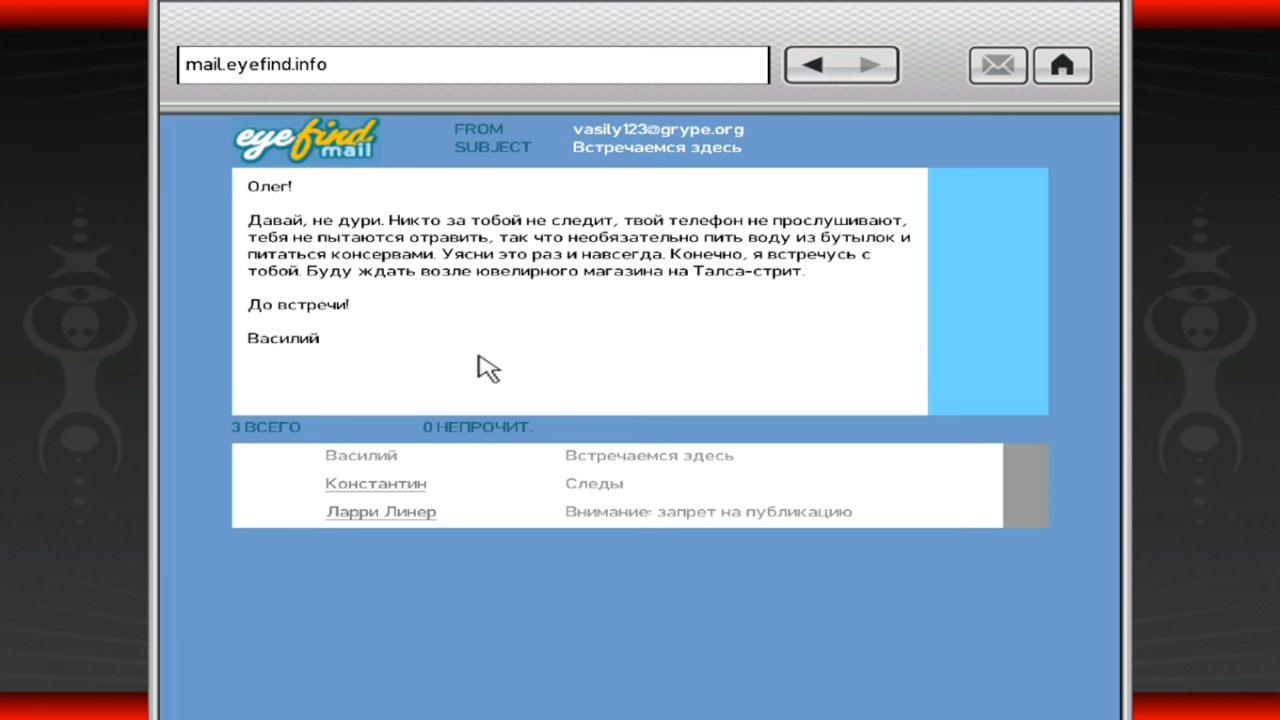 mail.eyefind.info
eyefind mail
FROM vasily123@grype.org
SUBJECT Встречаемся здесь
Олег!
Давай, не дури. Никто за тобой не следит, твой телефон не прослушивают,
тебя не пытаются отравить, так что необязательно пить воду из бутылок и
питаться консервами. Уясни это раз и навсегда. Конечно, я встречусь с
тобой. Буду ждать возле ювелирного магазина на Талса-стрит.
До встречи!
Василий
3 ВСЕГО 0 НЕПРОЧИТ.
Василий Встречаемся здесь
Константин Следы
Ларри Линер Внимание: запрет на публикацию